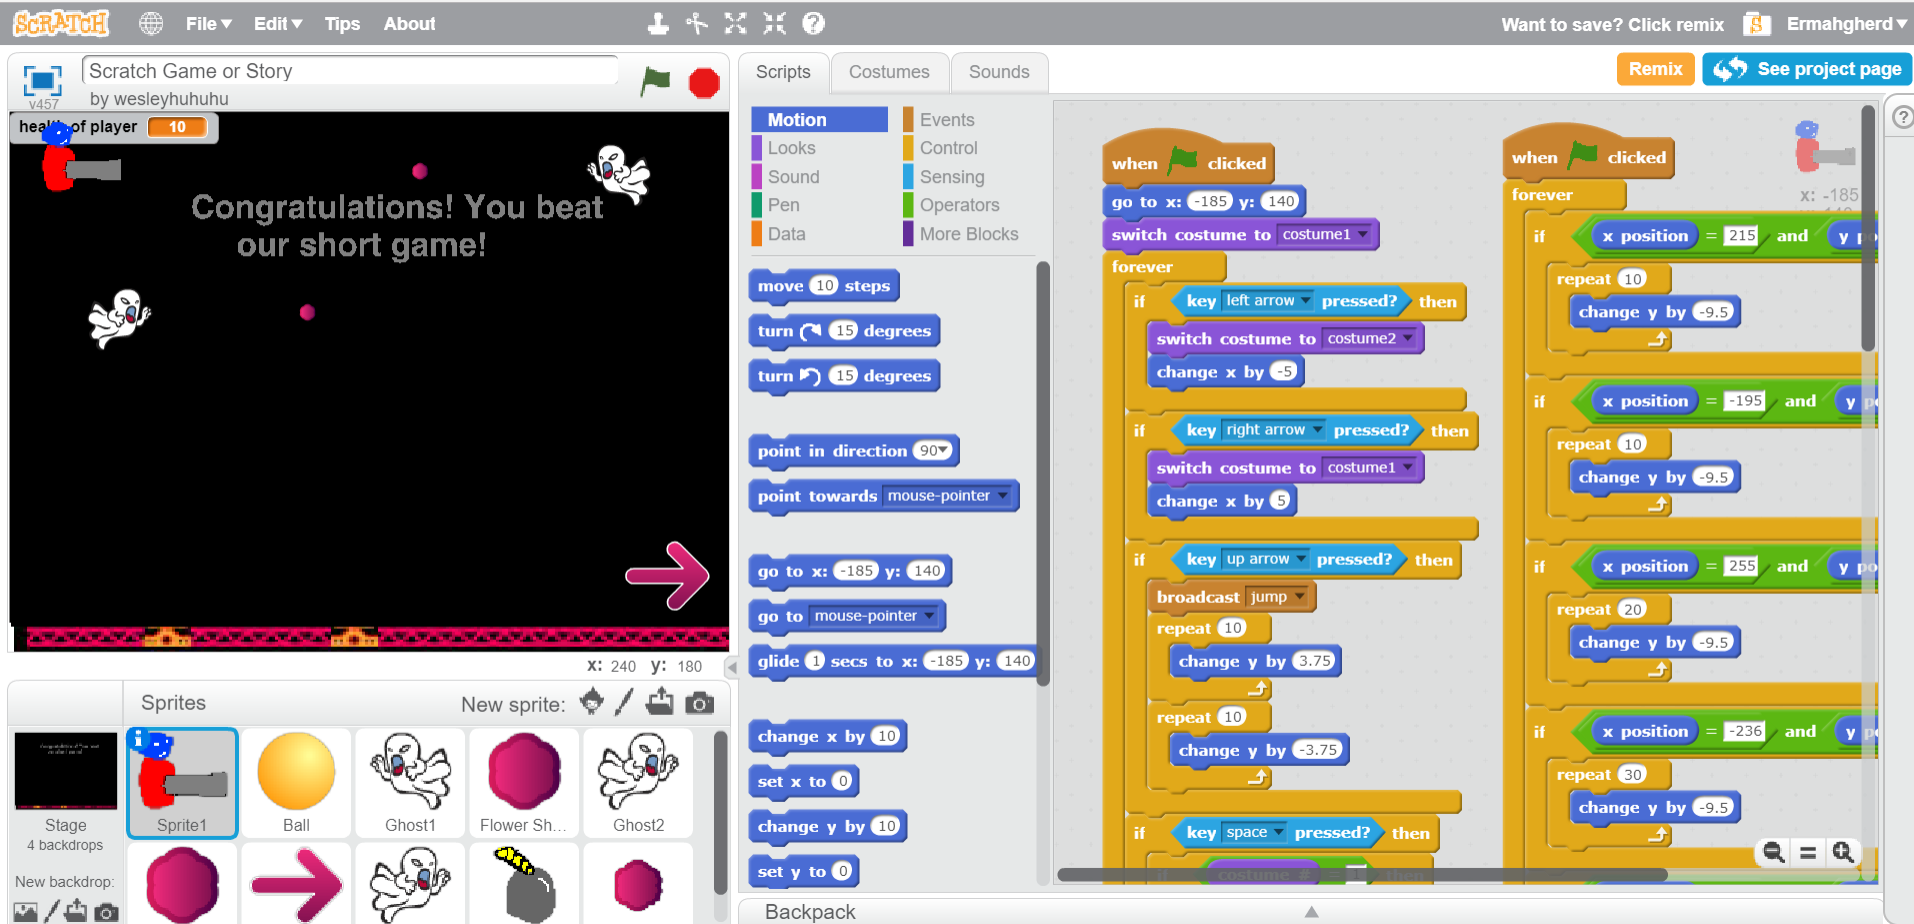 SCRATCH
File
Edit
Tips
About
Want to save? Click remix
Ermahgherd
v457
Scratch Game or Story
by wesleyhuhuhu
Scripts
Costumes
Sounds
Remix
See project page
health of player 10
Congratulations! You beat
our short game!
x: 240 y: 180
Sprites
New sprite:
Stage
4 backdrops
New backdrop:
Sprite1
Ball
Ghost1
Flower Sh...
Ghost2
Motion
Looks
Sound
Pen
Data
Events
Control
Sensing
Operators
More Blocks
move 10 steps
turn 15 degrees
turn 15 degrees
point in direction 90
point towards mouse-pointer
go to x: -185 y: 140
go to mouse-pointer
glide 1 secs to x: -185 y: 140
change x by 10
set x to 0
change y by 10
set y to 0
when clicked
go to x: -185 y: 140
switch costume to costume1
forever
if key left arrow pressed? then
switch costume to costume2
change x by -5
if key right arrow pressed? then
switch costume to costume1
change x by 5
if key up arrow pressed? then
broadcast jump
repeat 10
change y by 3.75
repeat 10
change y by -3.75
if key space pressed? then
if costume # = then
when clicked
forever
if x position = 215 and y po
repeat 10
change y by -9.5
if x position = -195 and y po
repeat 10
change y by -9.5
if x position = 255 and y po
repeat 20
change y by -9.5
if x position = -236 and y po
repeat 30
change y by -9.5
x: -185
Backpack